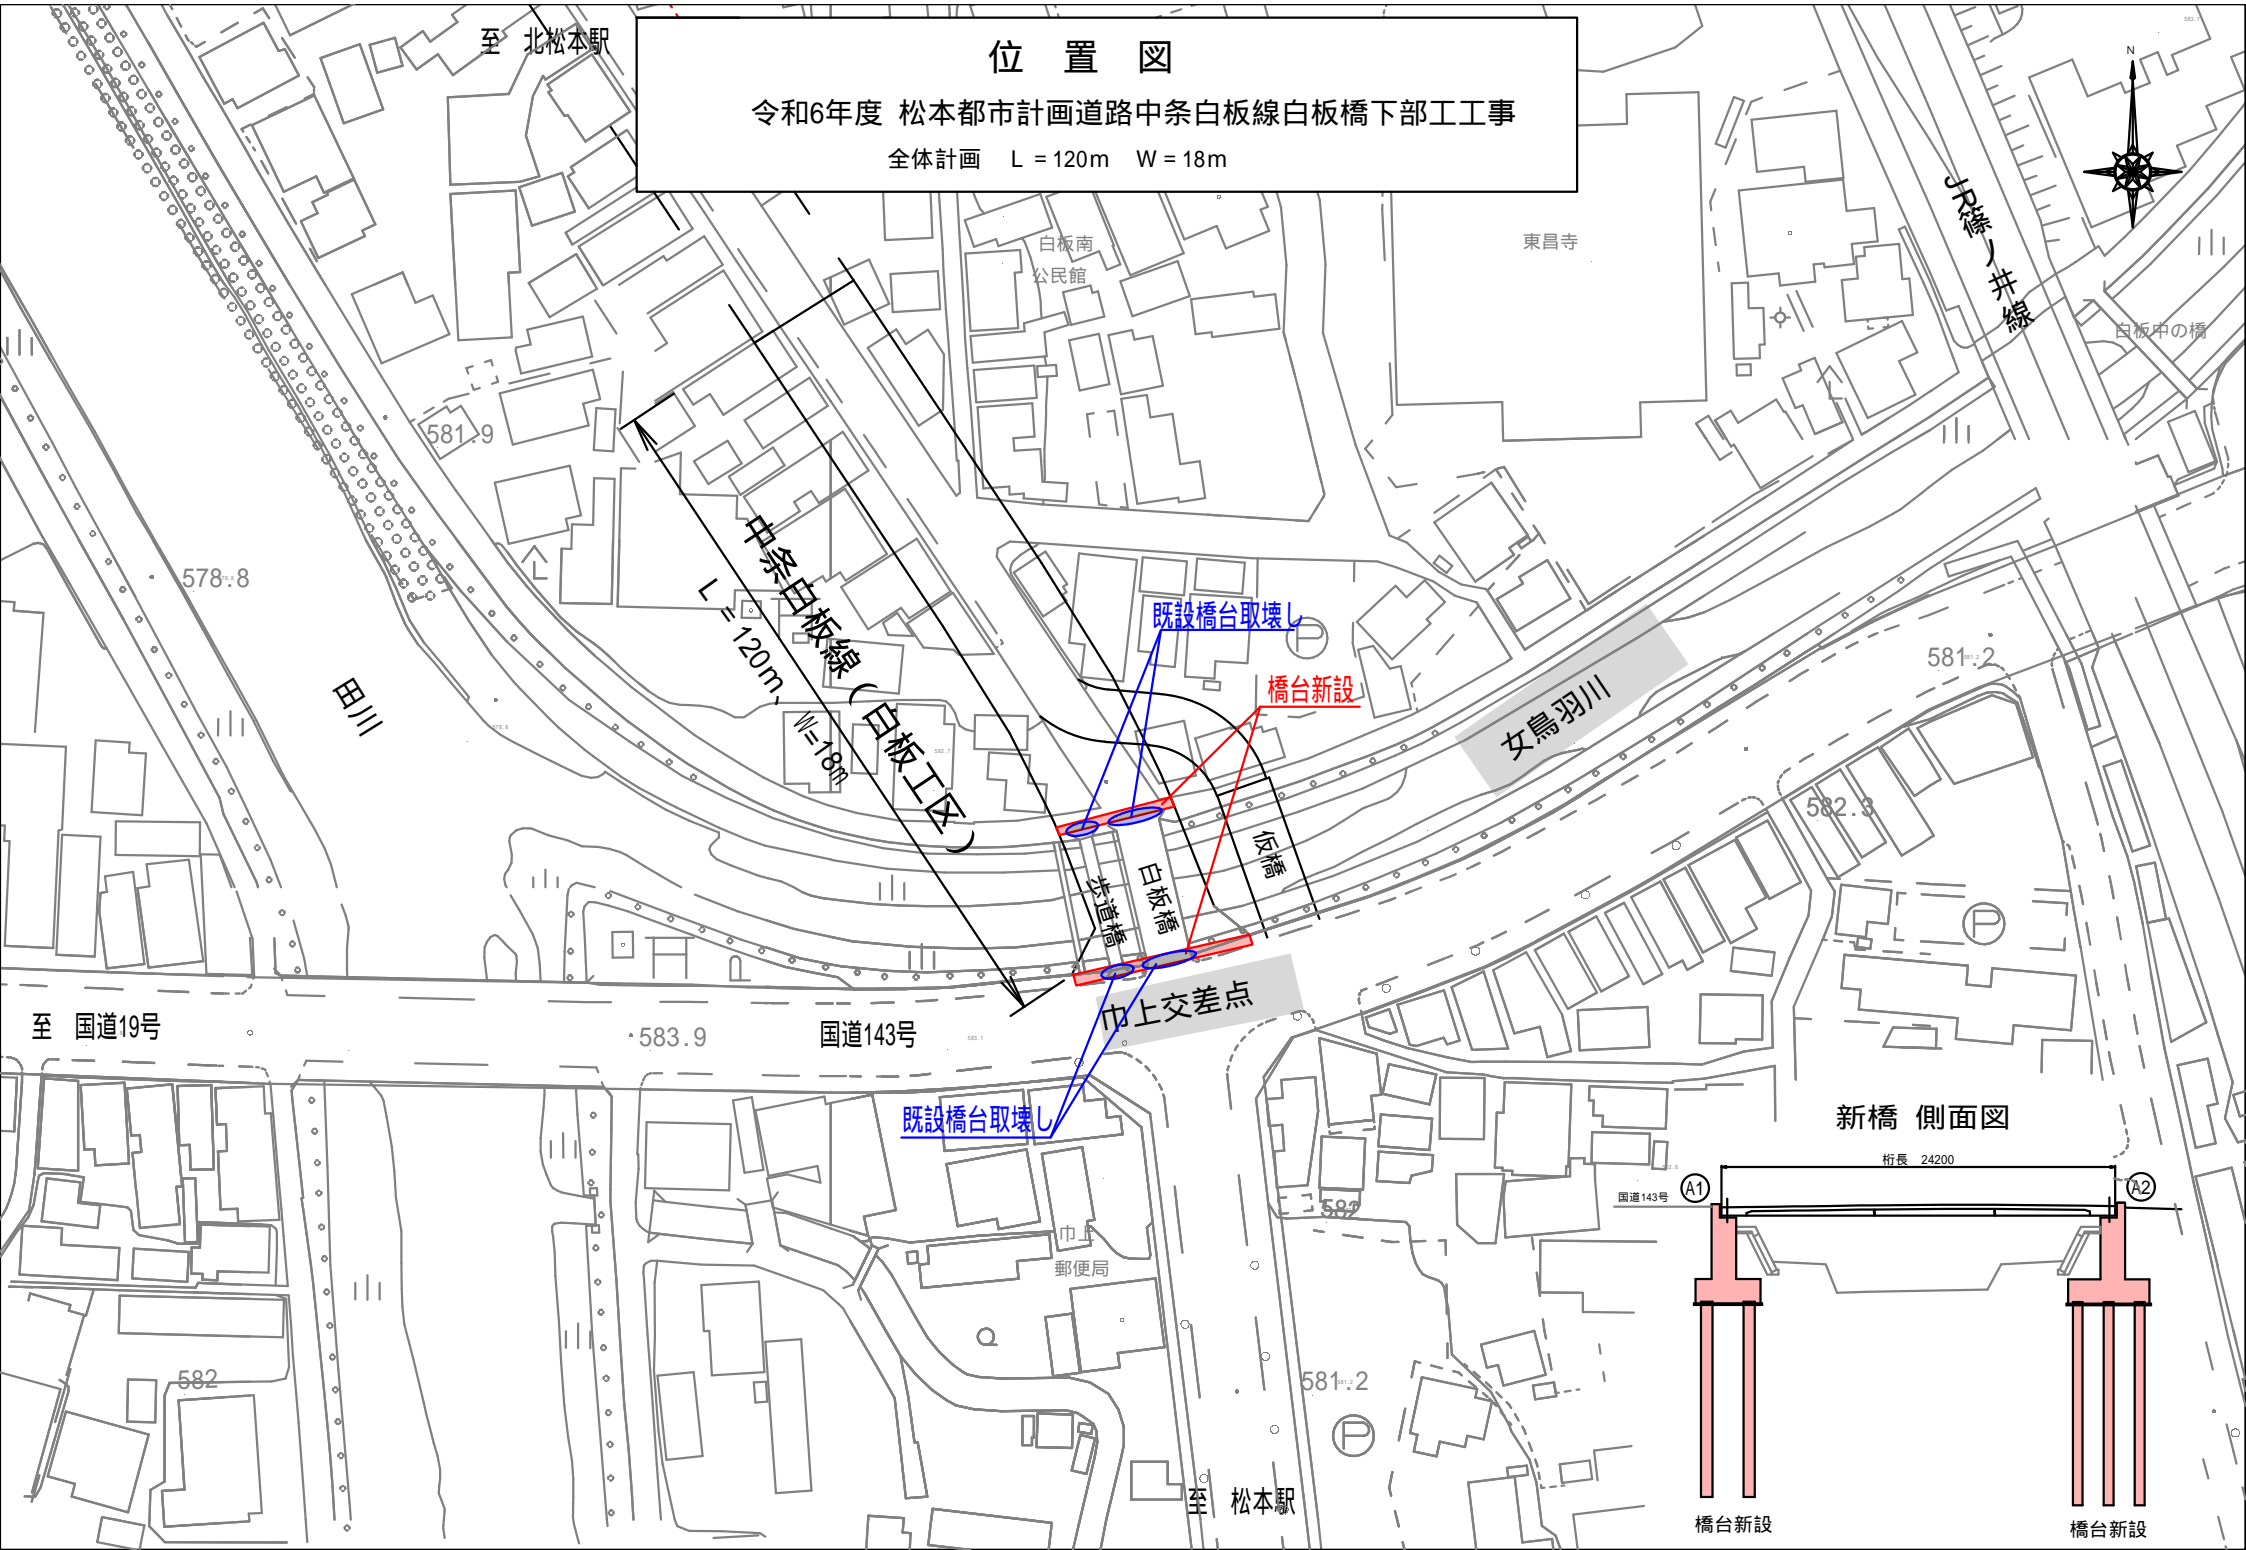 位 置 図
令和6年度 松本都市計画道路中条白板線白板橋下部工工事
全体計画 L=120m W=18m
至 北松本駅
N
JR篠ノ井線
白板南
公民館
東昌寺
白板中の橋
581.9
578.8
田川
中条白板線(白板工区)
L=120m、W=18m
既設橋台取壊し
橋台新設
P
女鳥羽川
581.2
582.3
歩道橋
白板橋
仮橋
P
巾上交差点
至 国道19号
583.9
国道143号
既設橋台取壊し
巾上
郵便局
582
582
581.2
P
至 松本駅
新橋 側面図
桁長 24200
国道143号
A1
A2
橋台新設
橋台新設